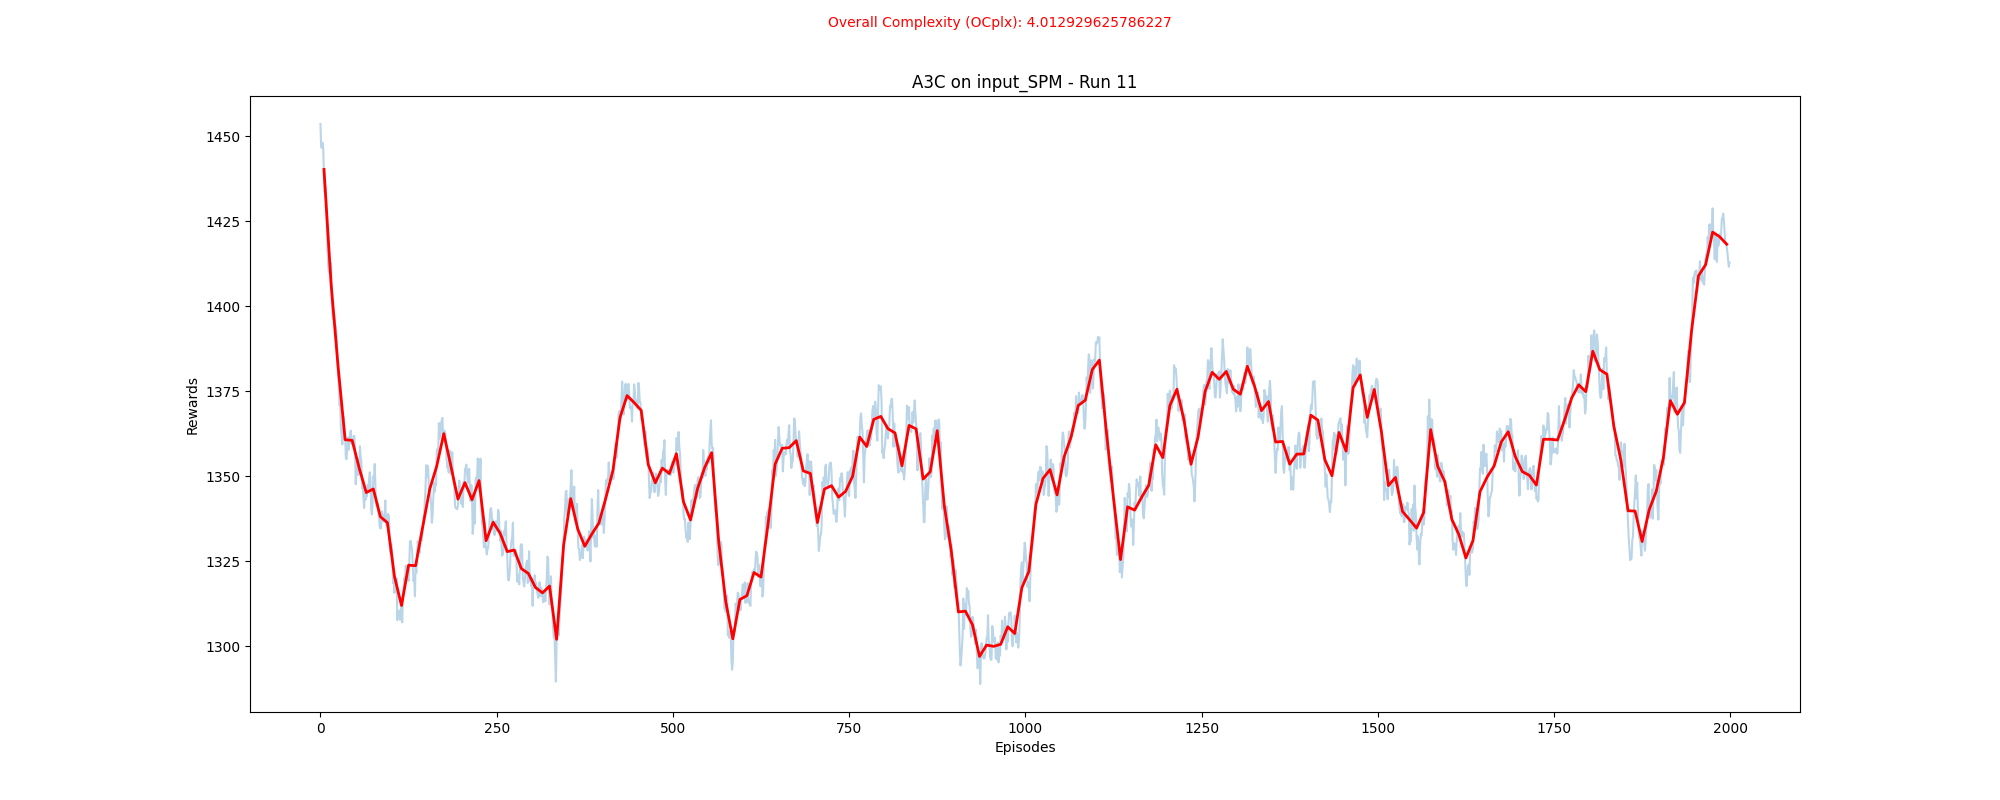 Overall Complexity (OCplx): 4.012929625786227
A3C on input_SPM - Run 11
1450
1425
1400
1375
1350
1325
1300
Rewards
0 250 500 750 1000 1250 1500 1750 2000
Episodes